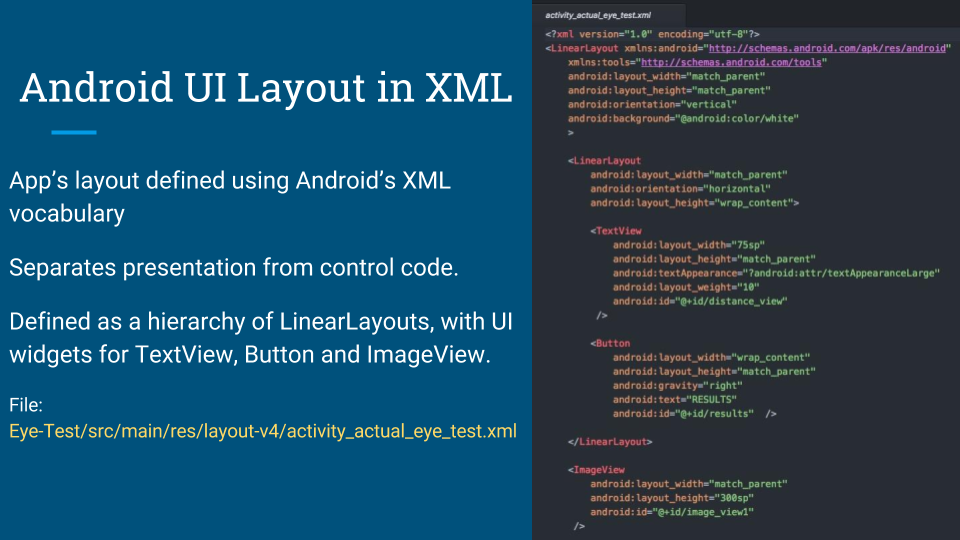 Android UI Layout in XML
App's layout defined using Android's XML
vocabulary
Separates presentation from control code.
Defined as a hierarchy of LinearLayouts, with UI
widgets for TextView, Button and ImageView.
File:
Eye-Test/src/main/res/layout-v4/activity_actual_eye_test.xml
activity_actual_eye_test.xml
<?xml version="1.0" encoding="utf-8"?>
<LinearLayout xmlns:android="http://schemas.android.com/apk/res/android"
xmlns:tools="http://schemas.android.com/tools"
android:layout_width="match_parent"
android:layout_height="match_parent"
android:orientation="vertical"
android:background="@android:color/white"
>
<LinearLayout
android:layout_width="match_parent"
android:orientation="horizontal"
android:layout_height="wrap_content">
<TextView
android:layout_width="75sp"
android:layout_height="match_parent"
android:textAppearance="?android:attr/textAppearanceLarge"
android:layout_weight="10"
android:id="@+id/distance_view"
/>
<Button
android:layout_width="wrap_content"
android:layout_height="match_parent"
android:gravity="right"
android:text="RESULTS"
android:id="@+id/results" />
</LinearLayout>
<ImageView
android:layout_width="match_parent"
android:layout_height="300sp"
android:id="@+id/image_view1"
/>